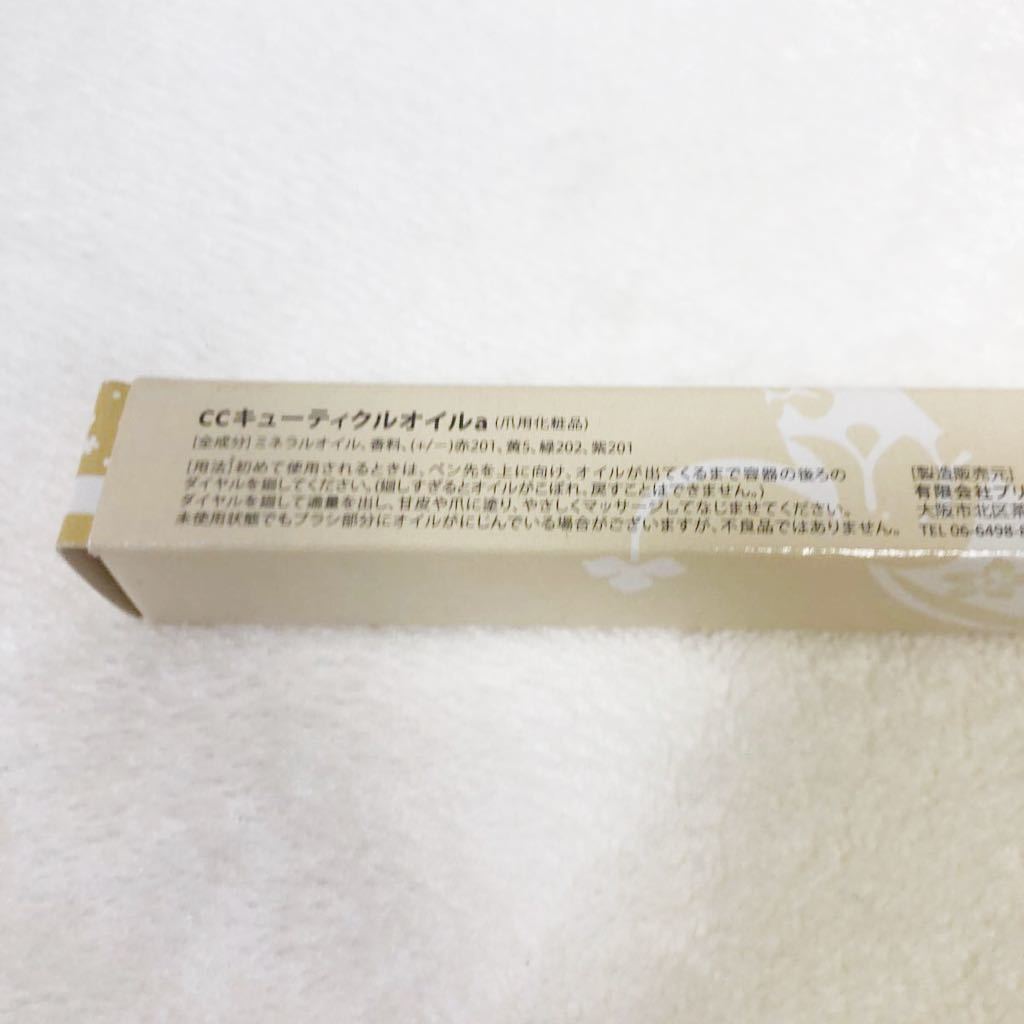 CCキューティクルオイルa (爪用化粧品)
[全成分]ミネラルオイル、香料、(+/=)赤201、黄5、緑202、紫201
[用法]初めて使用されるときは、ペン先を上に向け、オイルが出てくるまで容器の後ろの
ダイヤルを廻してください。(廻しすぎるとオイルがこぼれ、戻すことはできません。)
ダイヤルを廻して適量を出し、甘皮や爪に塗り、やさしくマッサージしてなじませてください。
未使用状態でもブラシ部分にオイルがにじんでいる場合がございますが、不良品ではありません。
[製造販売元]
有限会社プリ
大阪市北区
TEL 06-6498-